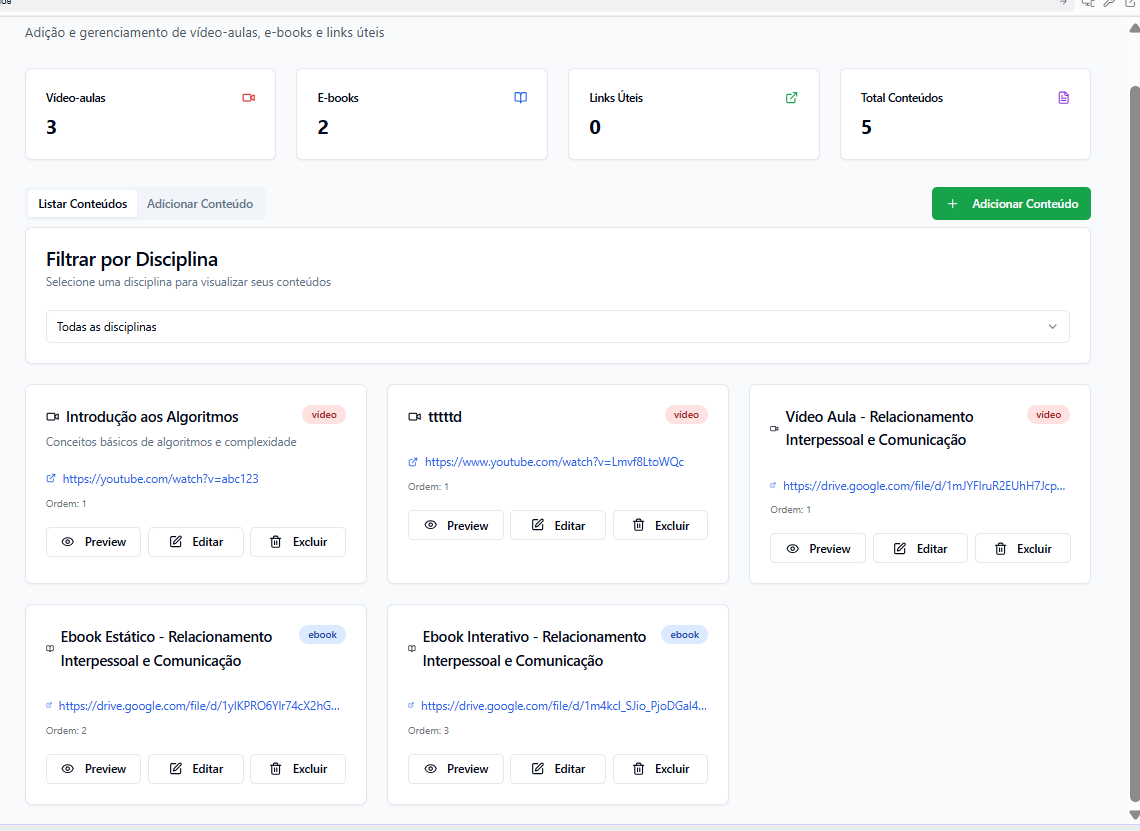 Adição e gerenciamento de vídeo-aulas, e-books e links úteis
Vídeo-aulas
3
E-books
2
Links Úteis
0
Total Conteúdos
5
Listar Conteúdos
Adicionar Conteúdo
Adicionar Conteúdo
Filtrar por Disciplina
Selecione uma disciplina para visualizar seus conteúdos
Todas as disciplinas
Introdução aos Algoritmos
video
Conceitos básicos de algoritmos e complexidade
https://youtube.com/watch?v=abc123
Ordem: 1
Preview
Editar
Excluir
tttttd
video
https://www.youtube.com/watch?v=Lmvf8LtoWQc
Ordem: 1
Preview
Editar
Excluir
Vídeo Aula - Relacionamento
Interpessoal e Comunicação
video
https://drive.google.com/file/d/1mJYFIruR2EUhH7Jcp...
Ordem: 1
Preview
Editar
Excluir
Ebook Estático - Relacionamento
Interpessoal e Comunicação
ebook
https://drive.google.com/file/d/1yIKPRO6YIr74cX2hG...
Ordem: 2
Preview
Editar
Excluir
Ebook Interativo - Relacionamento
Interpessoal e Comunicação
ebook
https://drive.google.com/file/d/1m4kcI_SJio_PjoDGaI4...
Ordem: 3
Preview
Editar
Excluir